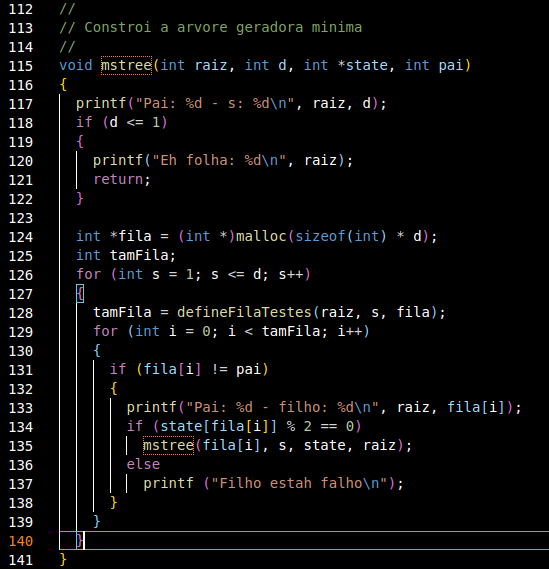 112 //
113 // Constroi a arvore geradora minima
114 //
115 void mstree(int raiz, int d, int *state, int pai)
116 {
117   printf("Pai: %d - s: %d\n", raiz, d);
118   if (d <= 1)
119   {
120     printf("Eh folha: %d\n", raiz);
121     return;
122   }
123
124   int *fila = (int *)malloc(sizeof(int) * d);
125   int tamFila;
126   for (int s = 1; s <= d; s++)
127   {
128     tamFila = defineFilaTestes(raiz, s, fila);
129     for (int i = 0; i < tamFila; i++)
130     {
131       if (fila[i] != pai)
132       {
133         printf("Pai: %d - filho: %d\n", raiz, fila[i]);
134         if (state[fila[i]] % 2 == 0)
135           mstree(fila[i], s, state, raiz);
136         else
137           printf ("Filho estah falho\n");
138       }
139     }
140   }
141 }